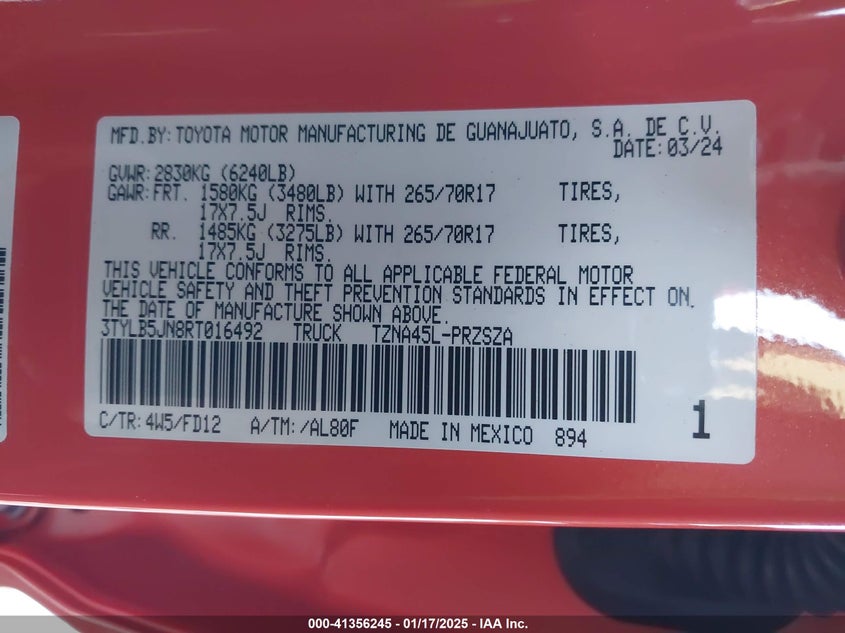 MFD.BY: TOYOTA MOTOR MANUFACTURING DE GUANAJUATO, S.A. DE C.V.
DATE: 03/24
GVWR: 2830KG (6240LB)
GAWR: FRT. 1580KG (3480LB) WITH 265/70R17 TIRES,
17X7.5J RIMS.
RR. 1485KG (3275LB) WITH 265/70R17 TIRES,
17X7.5J RIMS.
THIS VEHICLE CONFORMS TO ALL APPLICABLE FEDERAL MOTOR
VEHICLE SAFETY AND THEFT PREVENTION STANDARDS IN EFFECT ON
THE DATE OF MANUFACTURE SHOWN ABOVE.
3TYLB5JN8RT016492 TRUCK TZNA45L-PRZSZA
C/TR: 4W5/FD12 A/TM: /AL80F MADE IN MEXICO 894 1
000-41356245 - 01/17/2025 - IAA Inc.